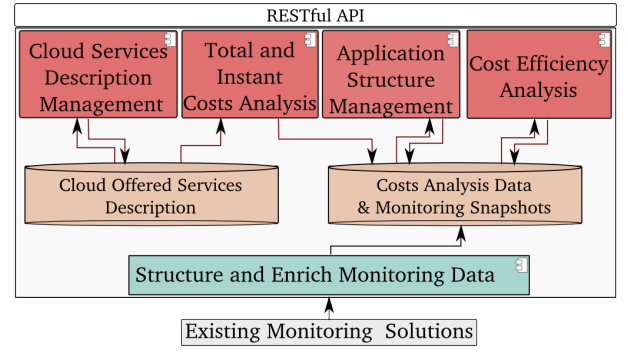 RESTful API
Cloud Services
Description
Management
Total and
Instant
Costs Analysis
Application
Structure
Management
Cost Efficiency
Analysis
Cloud Offered Services
Description
Costs Analysis Data
& Monitoring Snapshots
Structure and Enrich Monitoring Data
Existing Monitoring Solutions